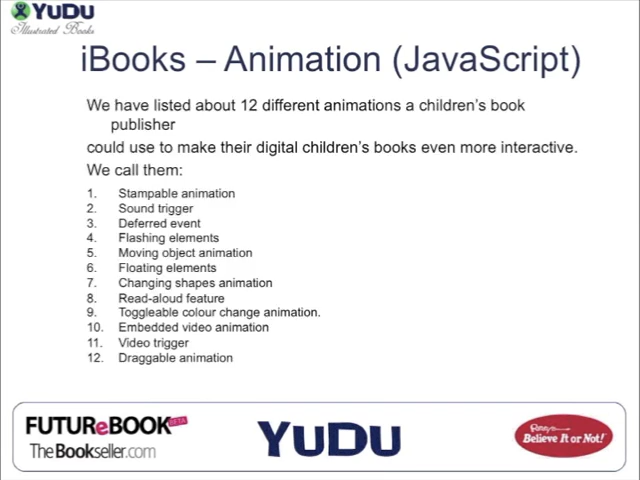 YUDU
Illustrated Books
iBooks – Animation (JavaScript)
We have listed about 12 different animations a children's book
publisher
could use to make their digital children's books even more interactive.
We call them:
1. Stampable animation
2. Sound trigger
3. Deferred event
4. Flashing elements
5. Moving object animation
6. Floating elements
7. Changing shapes animation
8. Read-aloud feature
9. Toggleable colour change animation.
10. Embedded video animation
11. Video trigger
12. Draggable animation
FUTUReBOOK BETA
TheBookseller.com
YUDU
Ripley's
Believe It or Not!